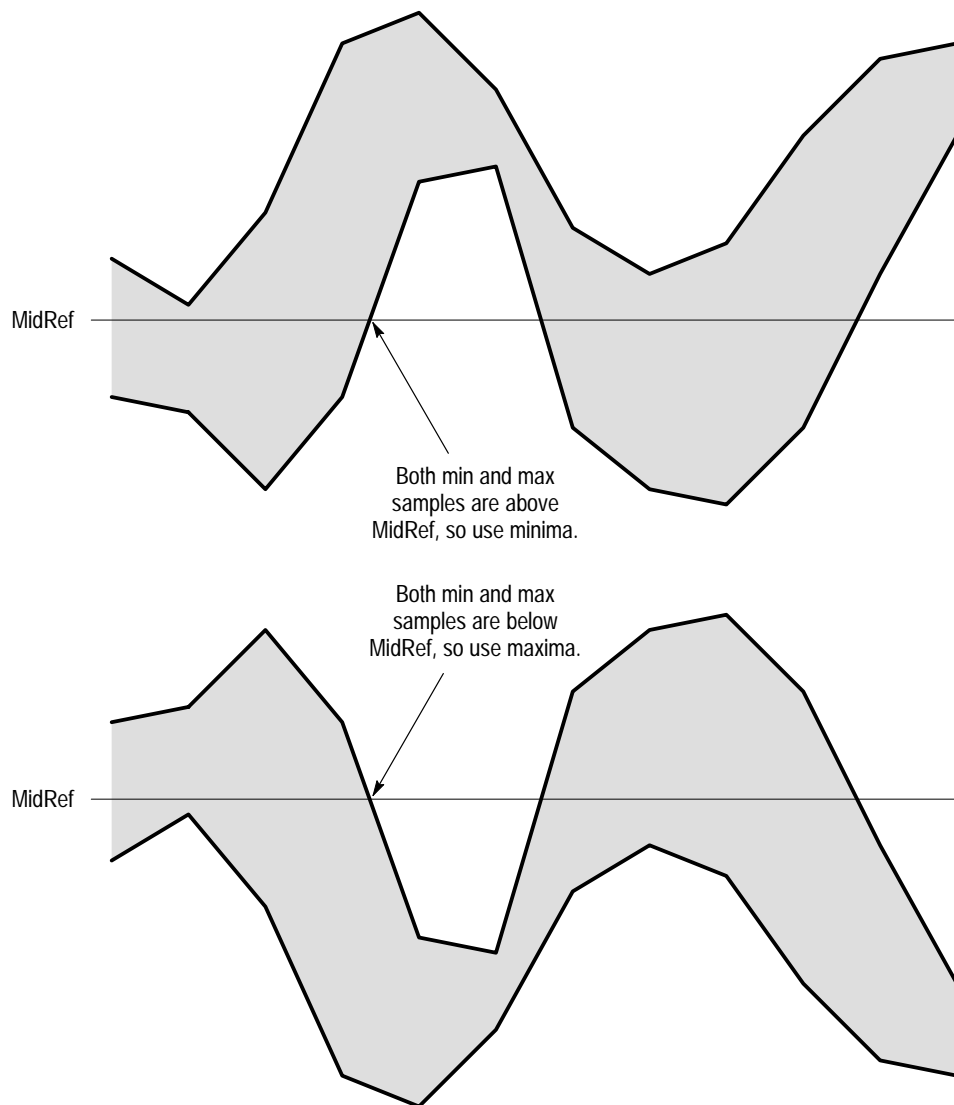 MidRef
Both min and max
samples are above
MidRef, so use minima.
Both min and max
samples are below
MidRef, so use maxima.
MidRef